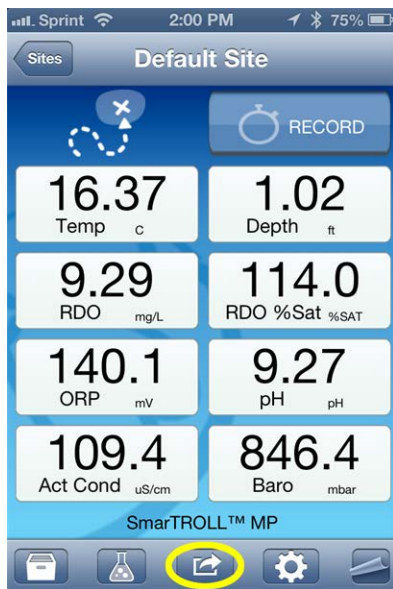 Sprint 2:00 PM 75%
Sites Default Site
RECORD
16.37
Temp C
1.02
Depth ft
9.29
RDO mg/L
114.0
RDO %Sat %SAT
140.1
ORP mV
9.27
pH pH
109.4
Act Cond uS/cm
846.4
Baro mbar
SmarTROLL™ MP